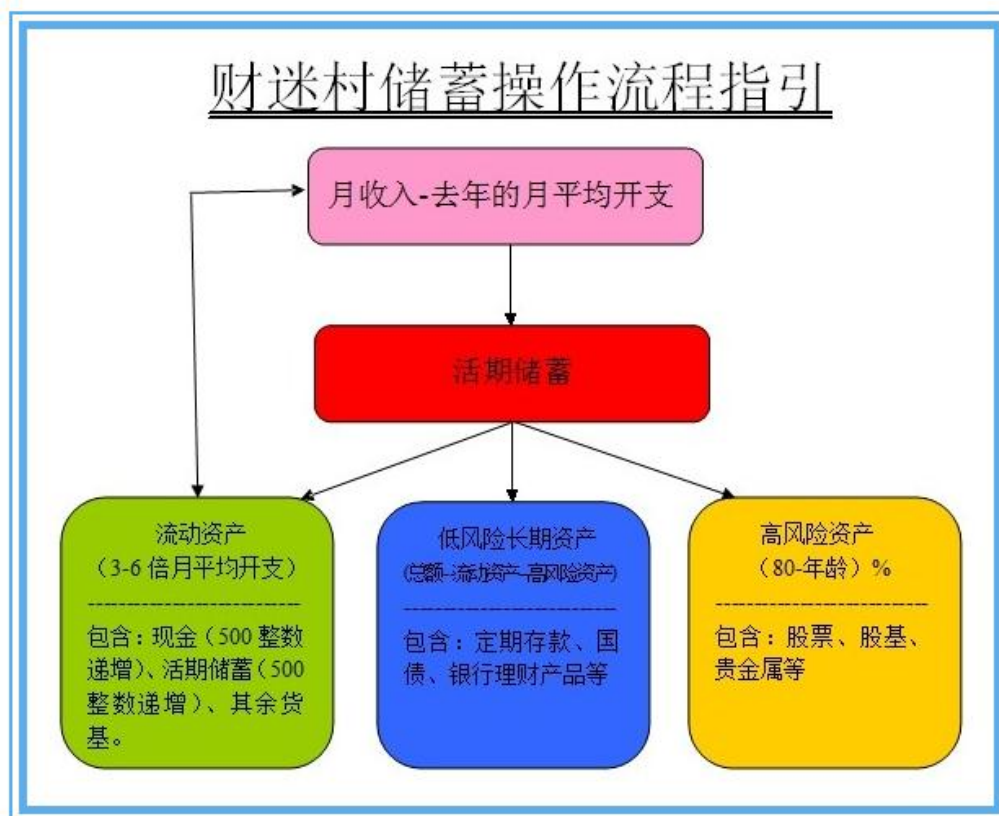 财迷村储蓄操作流程指引
月收入-去年的月平均开支
活期储蓄
流动资产
（3-6 倍月平均开支）
------------------------------
包含：现金（500 整数
递增）、活期储蓄（500
整数递增）、其余货
基。
低风险长期资产
(总额-流动资产-高风险资产)
------------------------------
包含：定期存款、国
债、银行理财产品等
高风险资产
（80-年龄）%
------------------------------
包含：股票、股基、
贵金属等